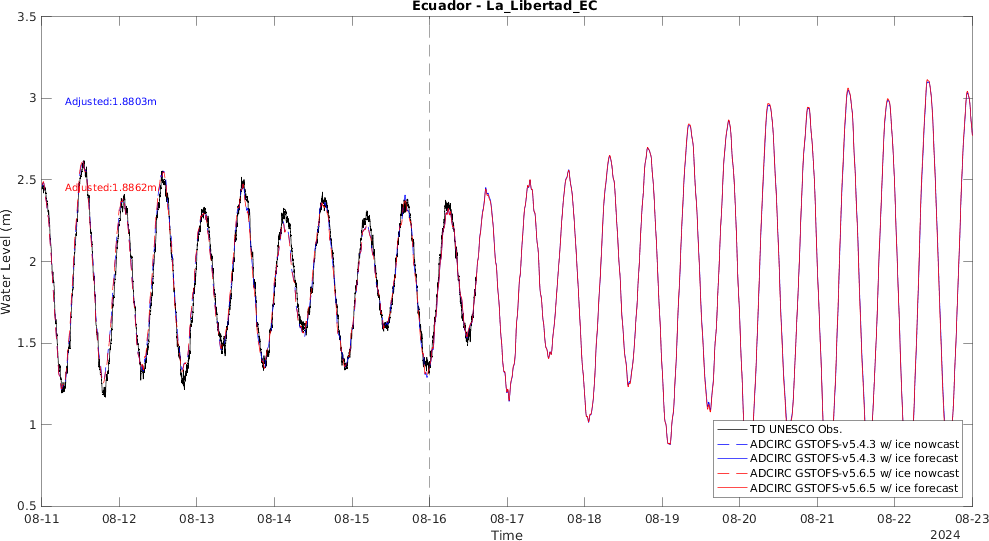 Ecuador - La_Libertad_EC
3.5
3
2.5
2
1.5
1
0.5
Water Level (m)
Adjusted:1.8803m
Adjusted:1.8862m
TD UNESCO Obs.
ADCIRC GSTOFS-v5.4.3 w/ ice nowcast
ADCIRC GSTOFS-v5.4.3 w/ ice forecast
ADCIRC GSTOFS-v5.6.5 w/ ice nowcast
ADCIRC GSTOFS-v5.6.5 w/ ice forecast
08-11 08-12 08-13 08-14 08-15 08-16 08-17 08-18 08-19 08-20 08-21 08-22 08-23
Time
2024